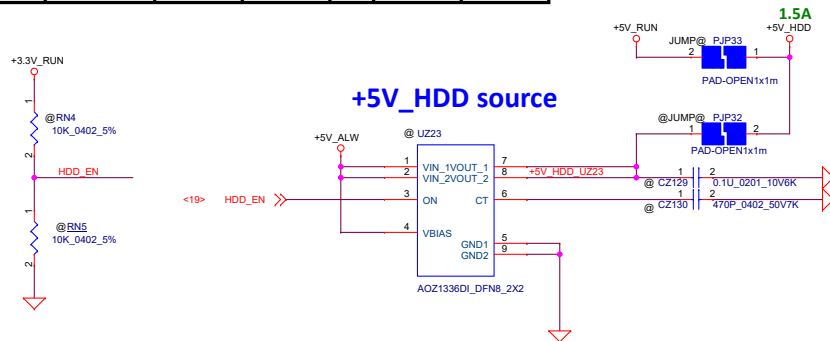 1.5A
+5V_RUN
+5V_HDD
JUMP@ PJP33
2 1
PAD-OPEN1x1m
+3.3V_RUN
+5V_HDD source
1
@RN4
10K_0402_5%
2
HDD_EN
1
@RN5
10K_0402_5%
2
@JUMP@ PJP32
1 2
PAD-OPEN1x1m
+5V_ALW
@ UZ23
1 VIN_1 VOUT_1 7
2 VIN_2 VOUT_2 8 +5V_HDD_UZ23
@ CZ129 1 2 0.1U_0201_10V6K
<19> HDD_EN 3 ON CT 6
@ CZ130 1 2 470P_0402_50V7K
4 VBIAS
GND1 5
GND2 9
AOZ1336DI_DFN8_2X2